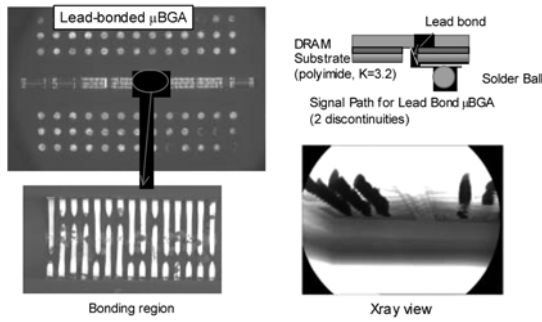 Lead-bonded µBGA
Lead bond
DRAM
Substrate
(polyimide, K=3.2)
Solder Ball
Signal Path for Lead Bond µBGA
(2 discontinuities)
Bonding region
Xray view